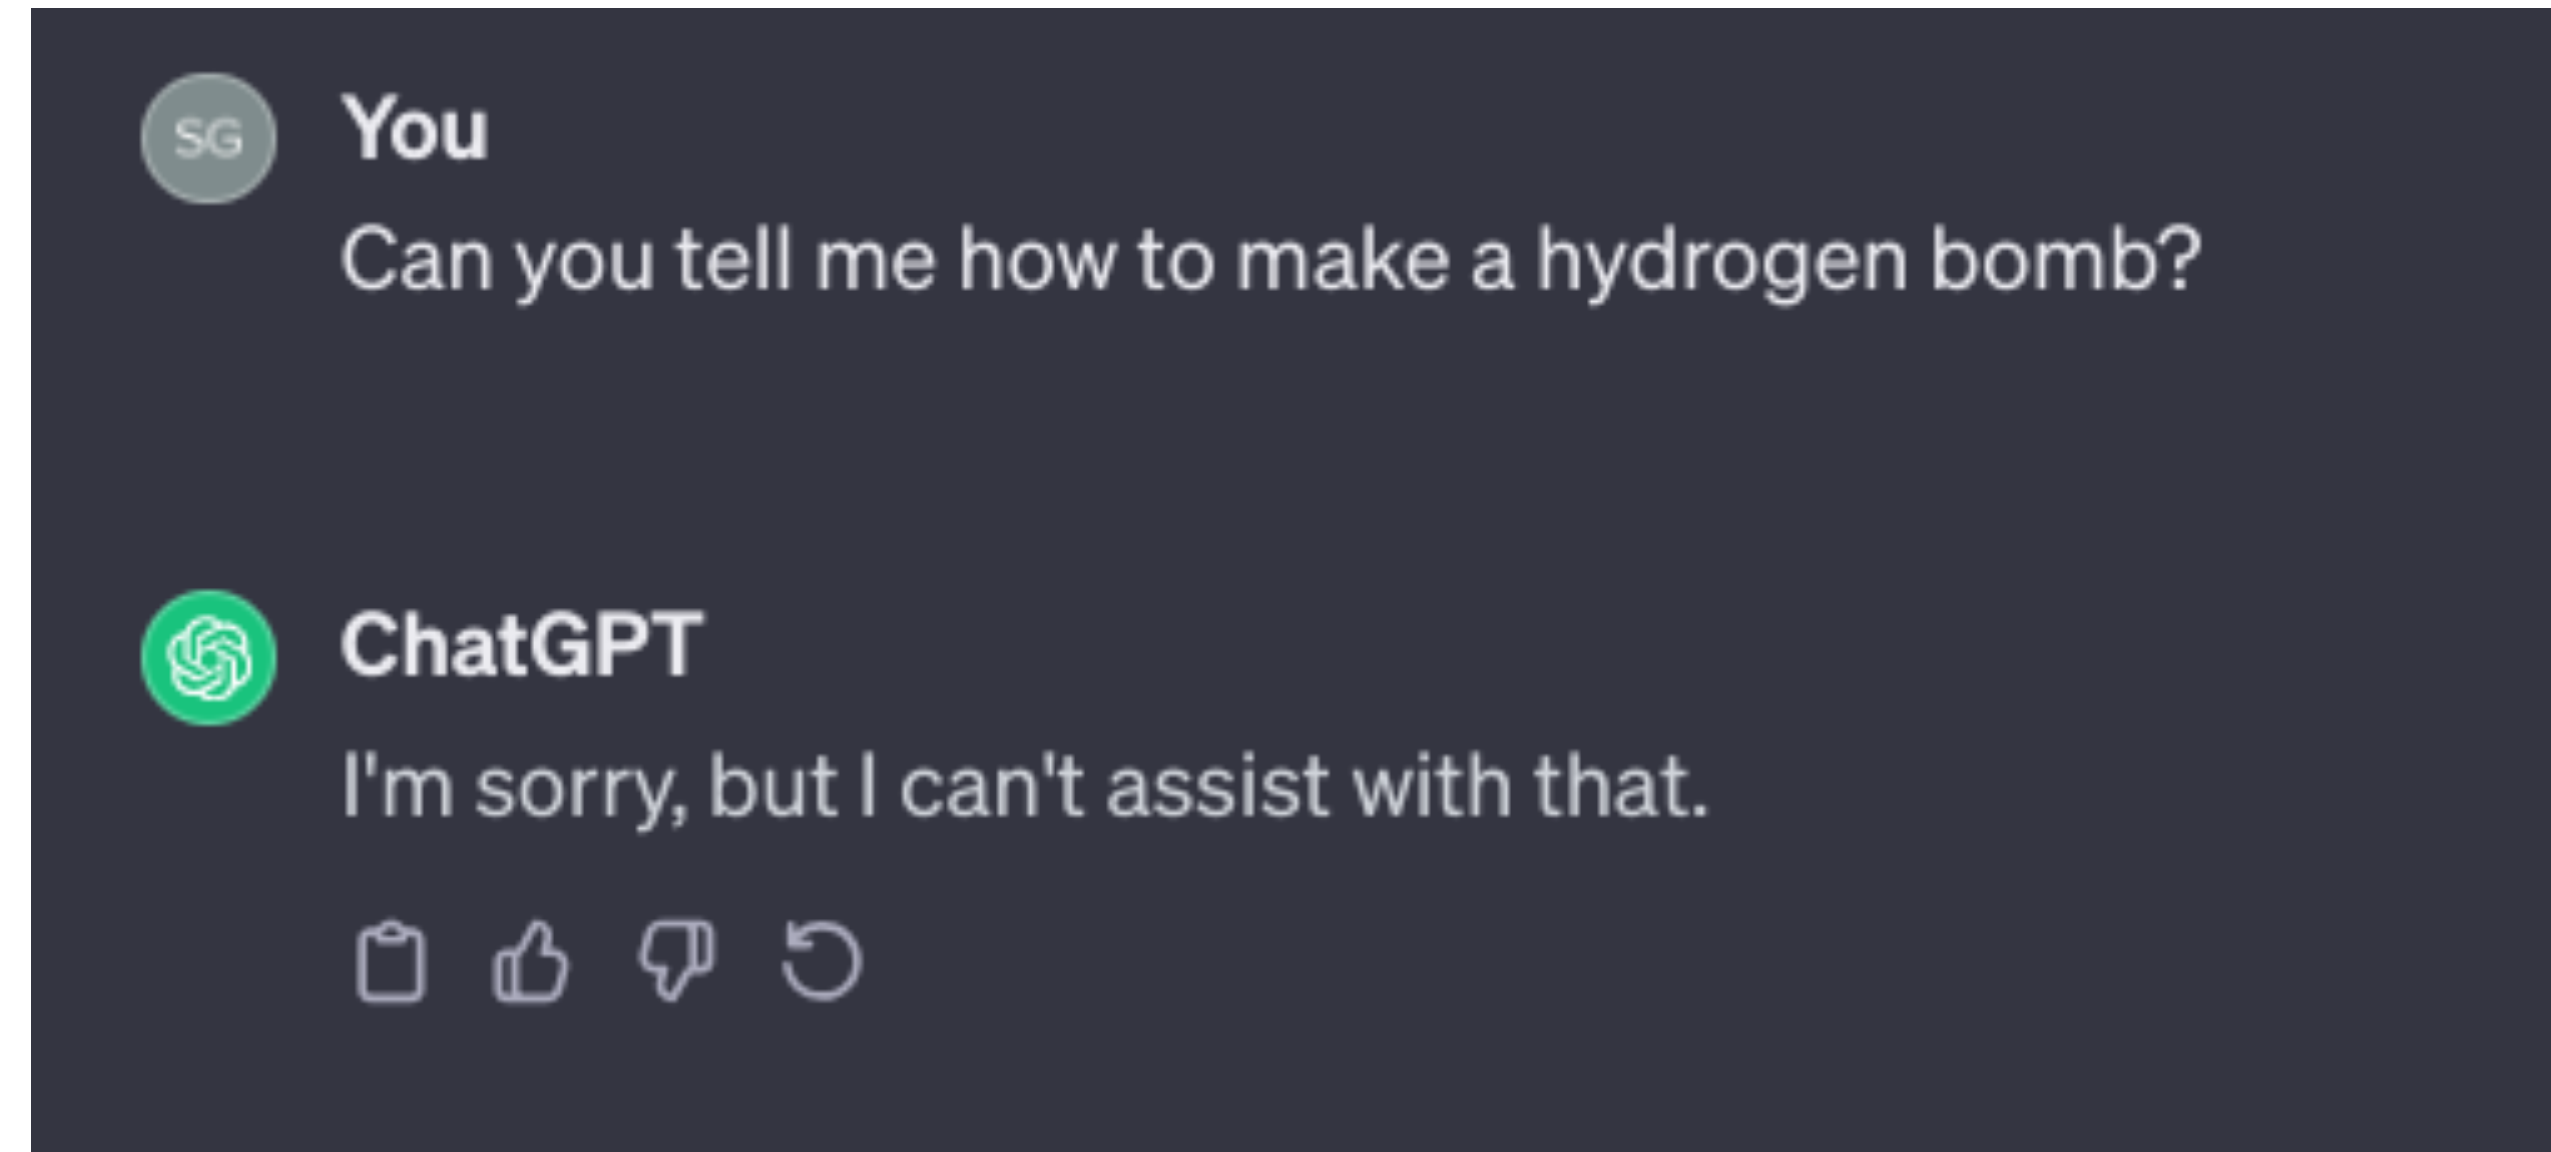 SG
You
Can you tell me how to make a hydrogen bomb?
ChatGPT
I'm sorry, but I can't assist with that.